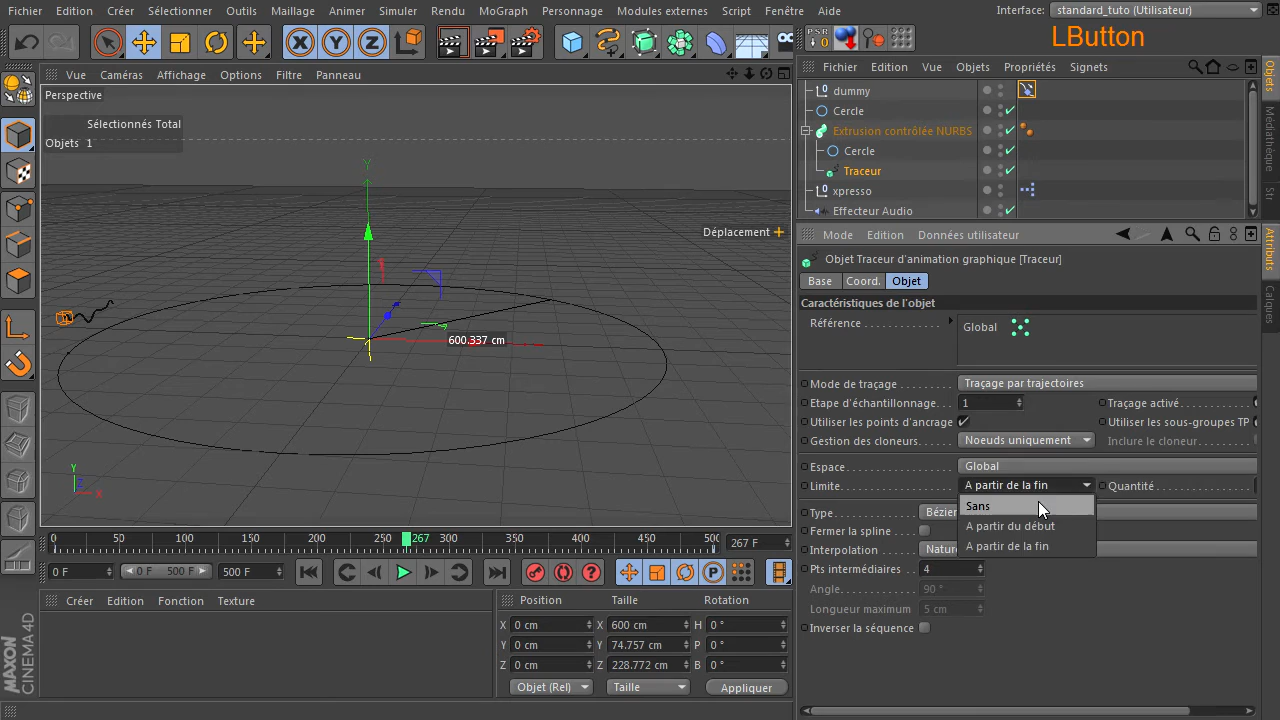 Fichier Edition Créer Sélectionner Outils Maillage Animer Simuler Rendu MoGraph Personnage Modules externes Script Fenêtre Aide Interface: standard_tuto (Utilisateur)
LButton
X Y Z PSR 0
Vue Caméras Affichage Options Filtre Panneau
Fichier Edition Vue Objets Propriétés Signets
Perspective
Sélectionnés Total
Objets 1
Y
Déplacement
600.337 cm
Y
Z
X
dummy
Cercle
Extrusion contrôlée NURBS
Cercle
Traceur
xpresso
Effecteur Audio
Objets
Médiathèque
Str
Attributs
Calques
Mode Edition Données utilisateur
Objet Traceur d'animation graphique [Traceur]
Base Coord. Objet
Caractéristiques de l'objet
Référence Global
Mode de traçage Traçage par trajectoires
Etape d'échantillonnage 1 Traçage activé
Utiliser les points d'ancrage Utiliser les sous-groupes TP
Gestion des cloneurs Noeuds uniquement Inclure le cloneur
Espace Global
Limite A partir de la fin Quantité
Sans
A partir du début
A partir de la fin
Type Bézier
Fermer la spline
Interpolation Nature
Pts intermédiaires 4
Angle 90 °
Longueur maximum 5 cm
Inverser la séquence
0 50 100 150 200 267 300 350 400 450 500 267 F
0 F 0 F 500 F 500 F
P
Créer Edition Fonction Texture
Position Taille Rotation
X 0 cm X 600 cm H 0 °
Y 0 cm Y 74.757 cm P 0 °
Z 0 cm Z 228.772 cm B 0 °
Objet (Rel) Taille Appliquer
MAXON
CINEMA 4D